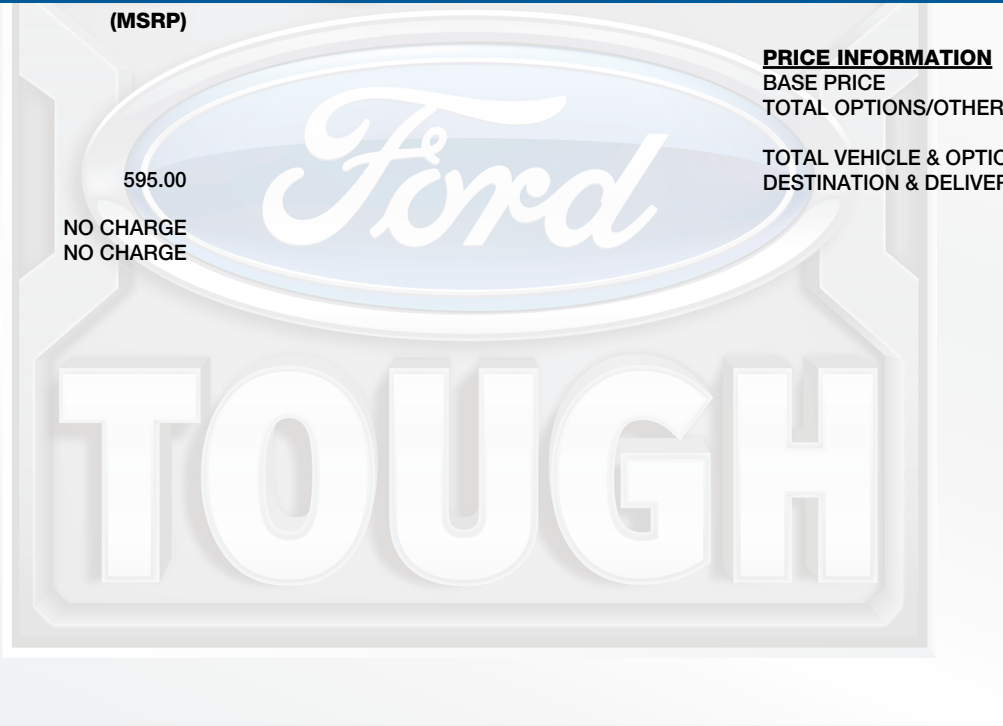 (MSRP)
595.00
NO CHARGE
NO CHARGE
PRICE INFORMATION
BASE PRICE
TOTAL OPTIONS/OTHER
TOTAL VEHICLE & OPTIO
DESTINATION & DELIVER
Ford
TOUGH